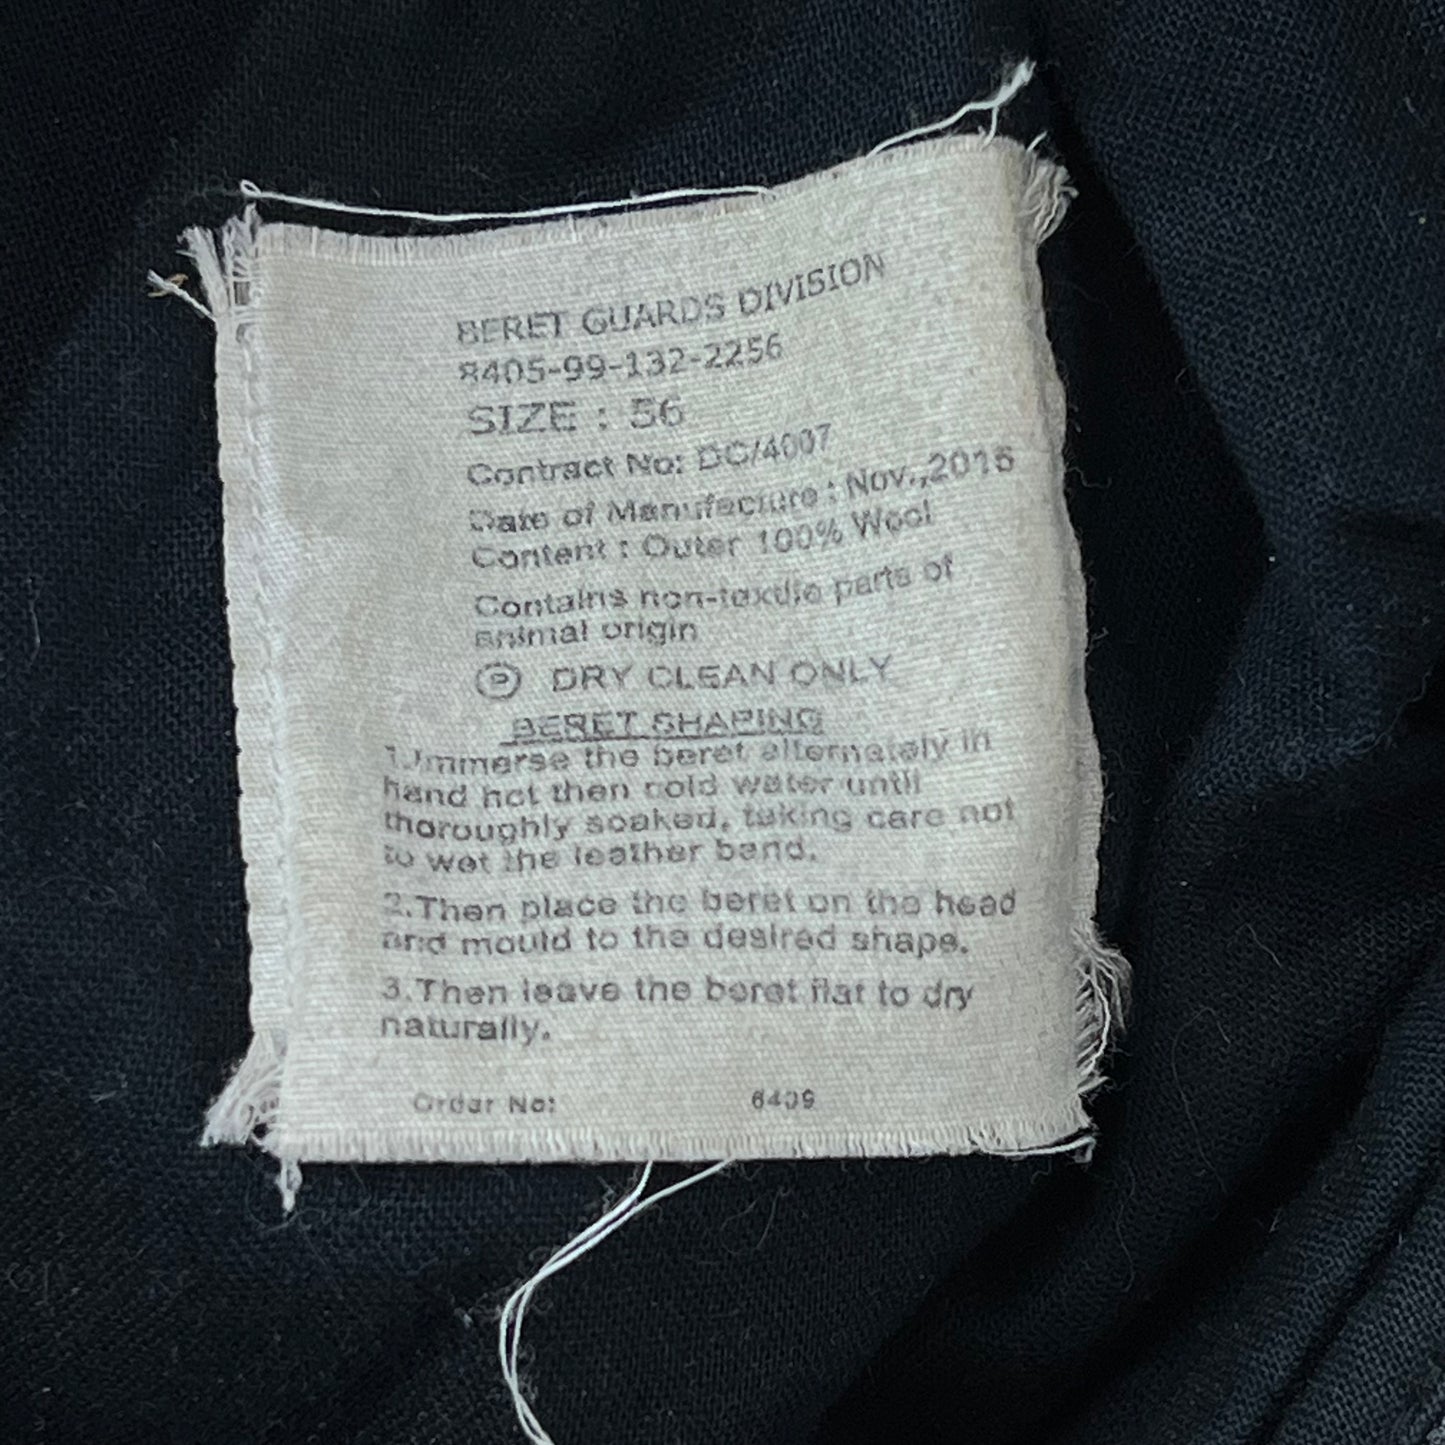 BERET GUARDS DIVISION
8405-99-132-2256
SIZE : 56
Contract No: DC/4007
Date of Manufacture : Nov.,2016
Content : Outer 100% Wool
Contains non-textile parts of
animal origin
Ⓟ DRY CLEAN ONLY
BERET SHAPING
1.Immerse the beret alternately in
hand hot then cold water until
thoroughly soaked, taking care not
to wet the leather band.
2.Then place the beret on the head
and mould to the desired shape.
3.Then leave the beret flat to dry
naturally.
Order No: 6409